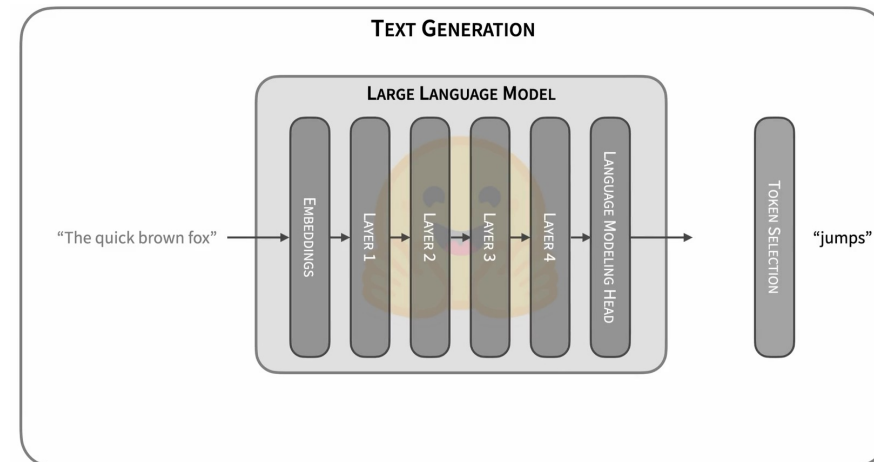 TEXT GENERATION
LARGE LANGUAGE MODEL
"The quick brown fox"
EMBEDDINGS
LAYER 1
LAYER 2
LAYER 3
LAYER 4
LANGUAGE MODELING HEAD
TOKEN SELECTION
"jumps"